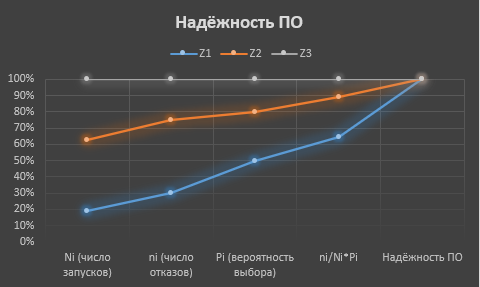 Надёжность ПО
Z1 Z2 Z3
100%
90%
80%
70%
60%
50%
40%
30%
20%
10%
0%
Ni (число запусков)
ni (число отказов)
Pi (вероятность выбора)
ni/Ni*Pi
Надёжность ПО